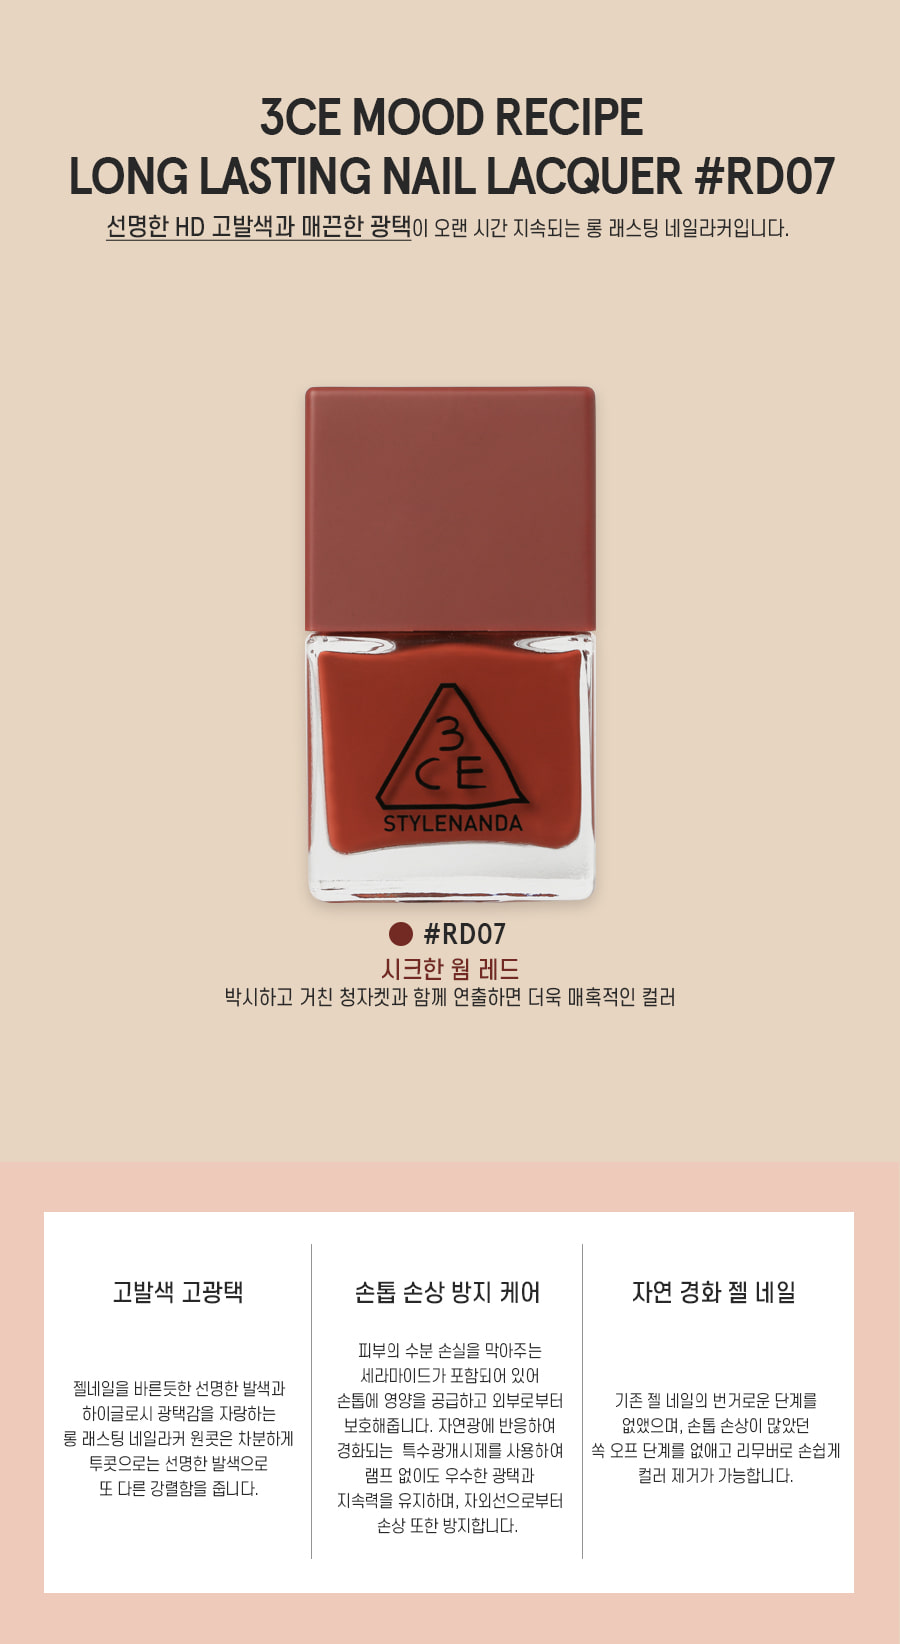 3CE MOOD RECIPE
LONG LASTING NAIL LACQUER #RD07
선명한 HD 고발색과 매끈한 광택이 오랜 시간 지속되는 롱 래스팅 네일라커입니다.
3
CE
STYLENANDA
#RD07
시크한 웜 레드
박시하고 거친 청자켓과 함께 연출하면 더욱 매혹적인 컬러
고발색 고광택
젤네일을 바른듯한 선명한 발색과
하이글로시 광택감을 자랑하는
롱 래스팅 네일라커 원콧은 차분하게
투콧으로는 선명한 발색으로
또 다른 강렬함을 줍니다.
손톱 손상 방지 케어
피부의 수분 손실을 막아주는
세라마이드가 포함되어 있어
손톱에 영양을 공급하고 외부로부터
보호해줍니다. 자연광에 반응하여
경화되는 특수광개시제를 사용하여
램프 없이도 우수한 광택과
지속력을 유지하며, 자외선으로부터
손상 또한 방지합니다.
자연 경화 젤 네일
기존 젤 네일의 번거로운 단계를
없앴으며, 손톱 손상이 많았던
쏙 오프 단계를 없애고 리무버로 손쉽게
컬러 제거가 가능합니다.